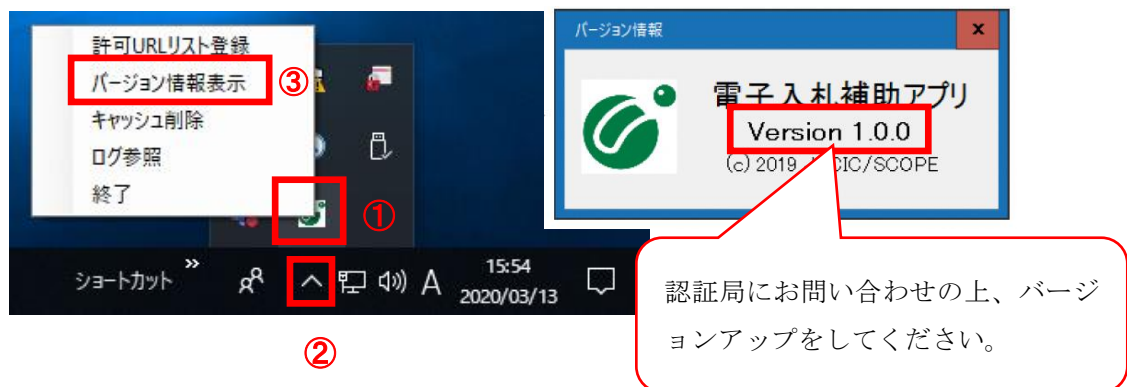 許可URLリスト登録
バージョン情報表示
③
キャッシュ削除
ログ参照
終了
①
ショートカット
»
A
15:54
2020/03/13
②
バージョン情報
x
電子入札補助アプリ
Version 1.0.0
(c) 2019 CIC/SCOPE
認証局にお問い合わせの上、バージ
ョンアップをしてください。